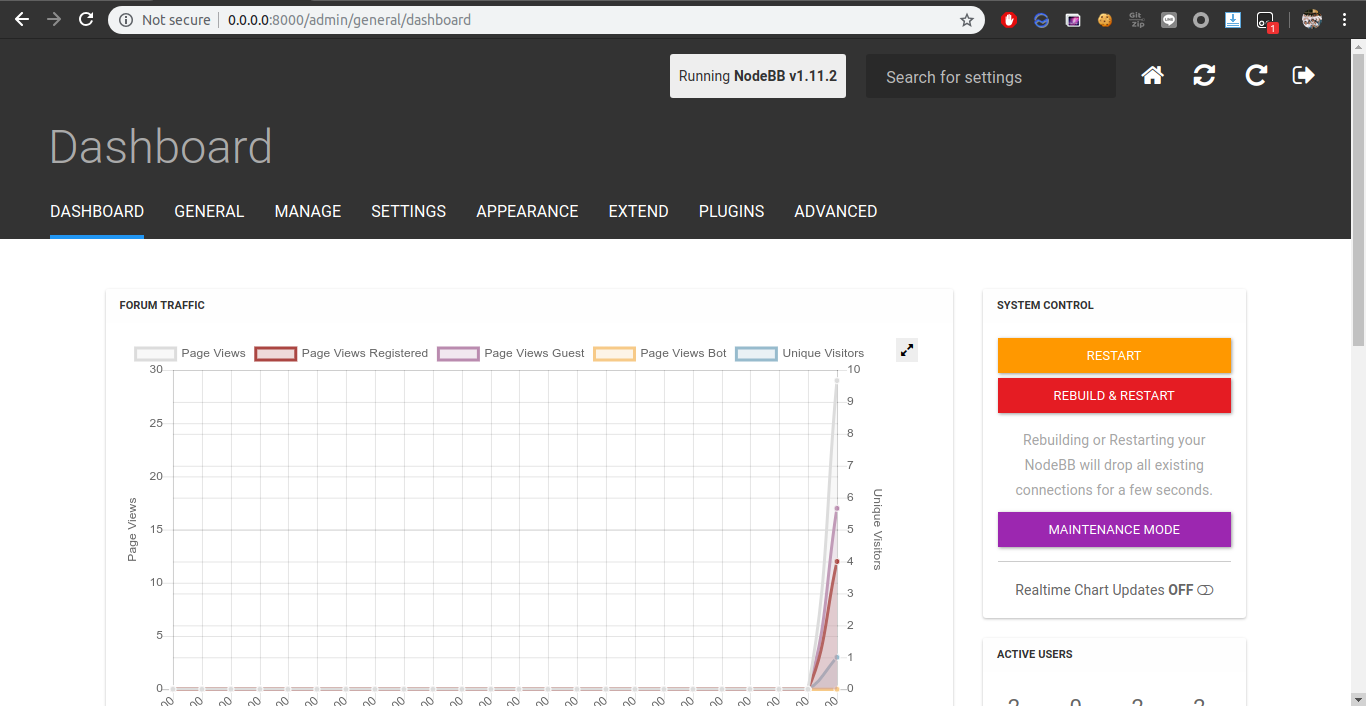 Not secure
0.0.0.0:8000/admin/general/dashboard
Git
Zip
LINE
1
Running NodeBB v1.11.2
Search for settings
Dashboard
DASHBOARD GENERAL MANAGE SETTINGS APPEARANCE EXTEND PLUGINS ADVANCED
FORUM TRAFFIC
Page Views Page Views Registered Page Views Guest Page Views Bot Unique Visitors
30
25
20
15
10
5
0
Page Views
10
9
8
7
6
5
4
3
2
1
0
Unique Visitors
SYSTEM CONTROL
RESTART
REBUILD & RESTART
Rebuilding or Restarting your
NodeBB will drop all existing
connections for a few seconds.
MAINTENANCE MODE
Realtime Chart Updates OFF
ACTIVE USERS